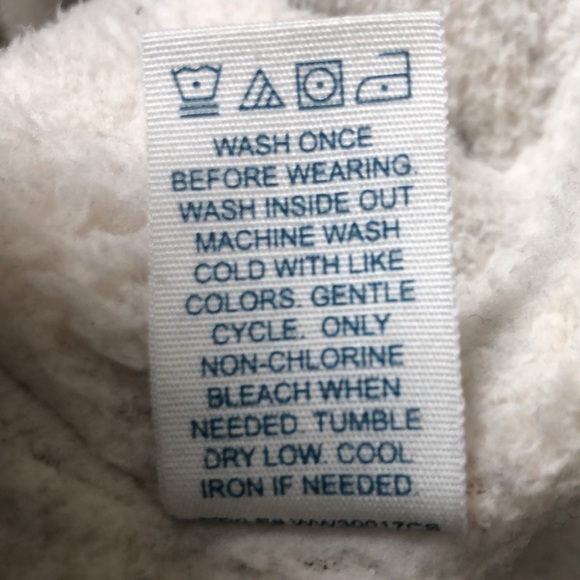 WASH ONCE
BEFORE WEARING.
WASH INSIDE OUT
MACHINE WASH
COLD WITH LIKE
COLORS. GENTLE
CYCLE. ONLY
NON-CHLORINE
BLEACH WHEN
NEEDED. TUMBLE
DRY LOW. COOL
IRON IF NEEDED.